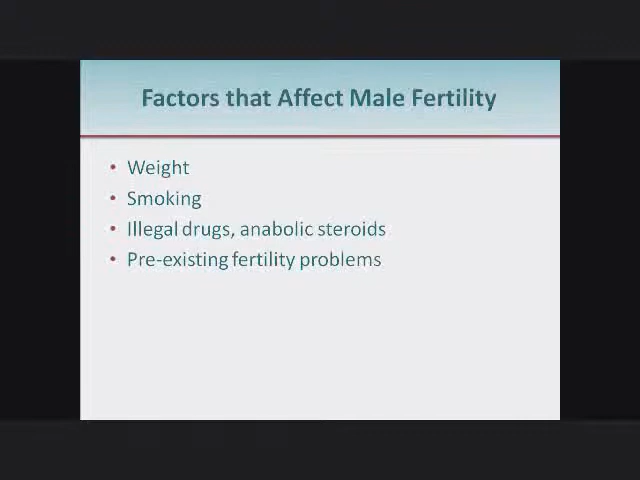 Factors that Affect Male Fertility
• Weight
• Smoking
• Illegal drugs, anabolic steroids
• Pre-existing fertility problems